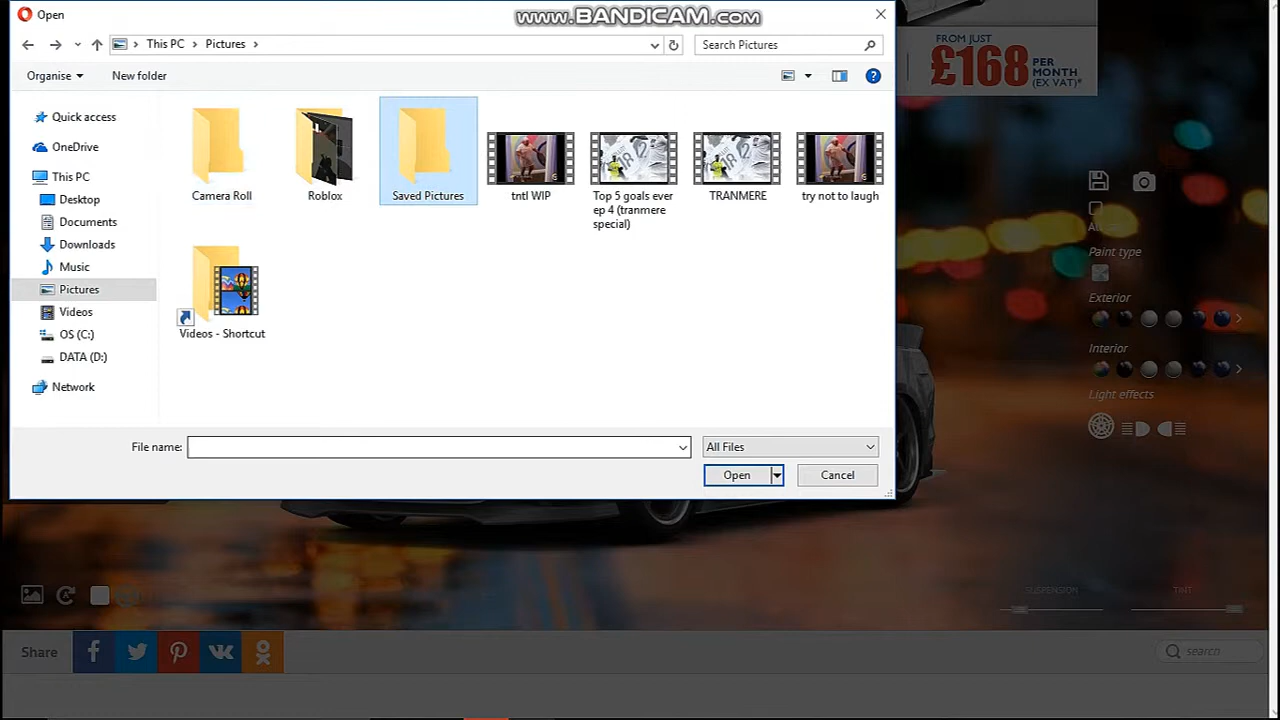 Open
www.BANDICAM.com
This PC
Pictures
Search Pictures
Organise
New folder
Quick access
OneDrive
This PC
Desktop
Documents
Downloads
Music
Pictures
Videos
OS (C:)
DATA (D:)
Network
Camera Roll
Roblox
Saved Pictures
tntl WIP
Top 5 goals ever
ep 4 (tranmere
special)
TRANMERE
try not to laugh
Videos - Shortcut
File name:
All Files
Open
Cancel
FROM JUST
£168
PER
MONTH
(EX VAT)*
Paint type
Exterior
Interior
Light effects
SUSPENSION
TINT
Share
search